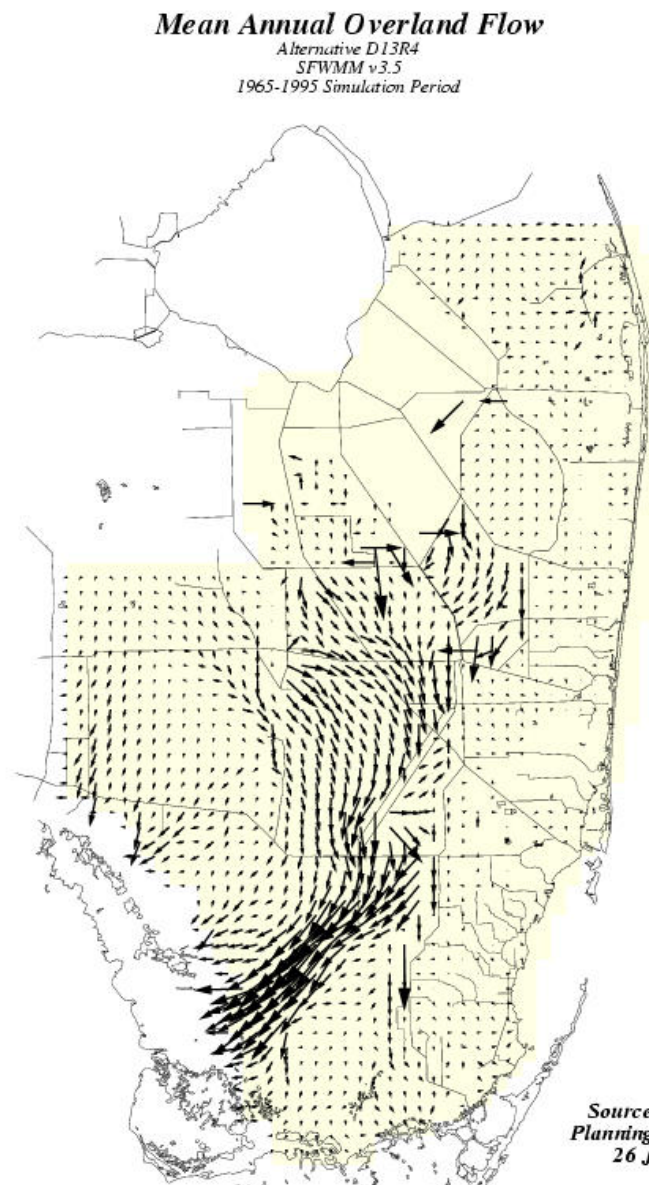 Mean Annual Overland Flow
Alternative D13R4
SFWMM v3.5
1965-1995 Simulation Period
Source
Planning
26 J